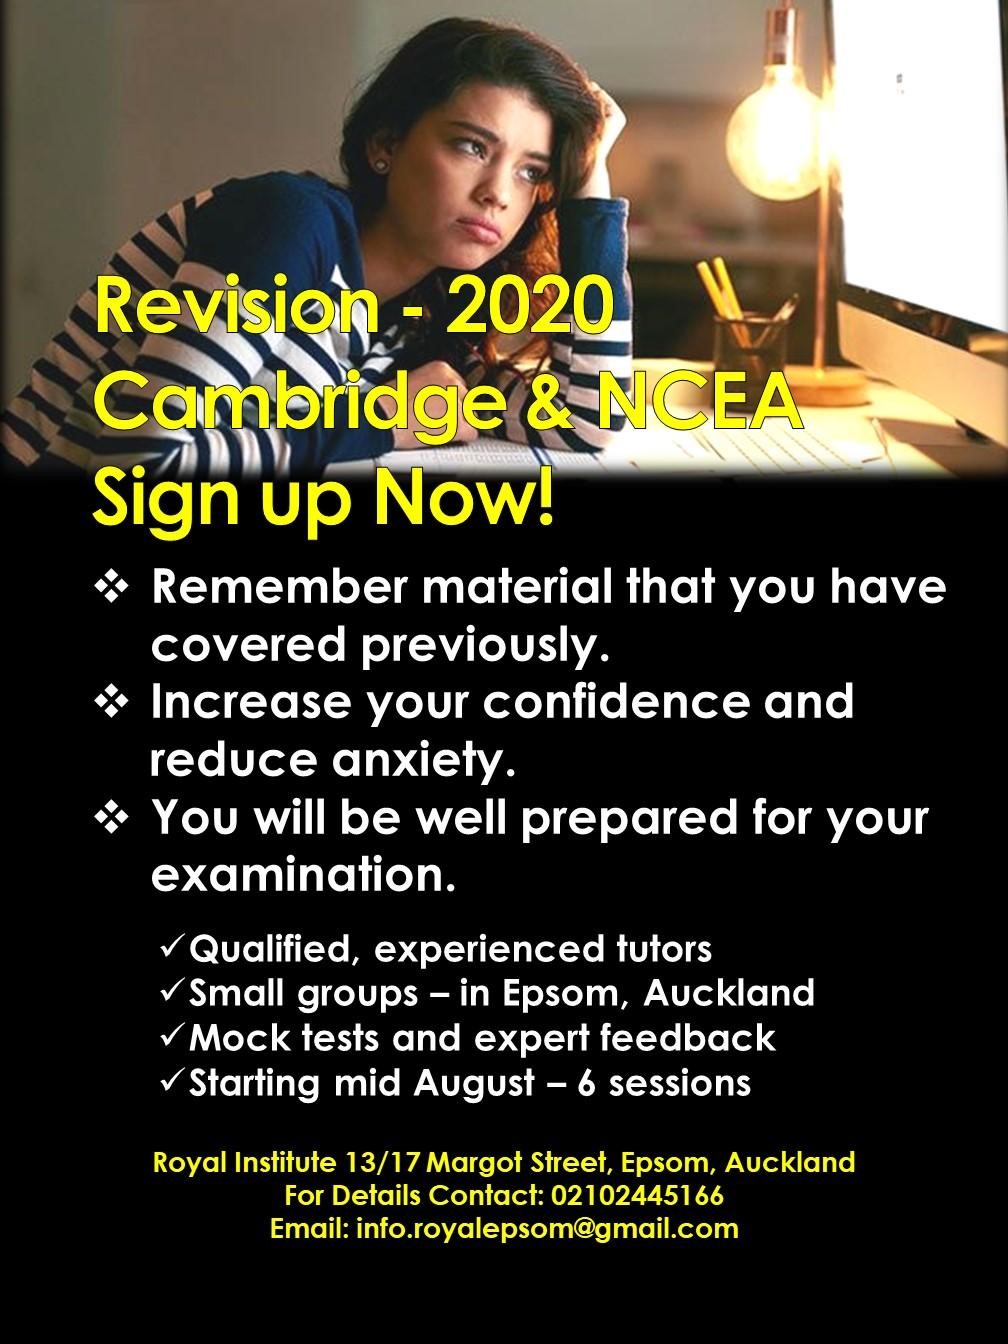 Revision - 2020
Cambridge & NCEA
Sign up Now!
❖ Remember material that you have
covered previously.
❖ Increase your confidence and
reduce anxiety.
❖ You will be well prepared for your
examination.
✓Qualified, experienced tutors
✓Small groups – in Epsom, Auckland
✓Mock tests and expert feedback
✓Starting mid August – 6 sessions
Royal Institute 13/17 Margot Street, Epsom, Auckland
For Details Contact: 02102445166
Email: info.royalepsom@gmail.com